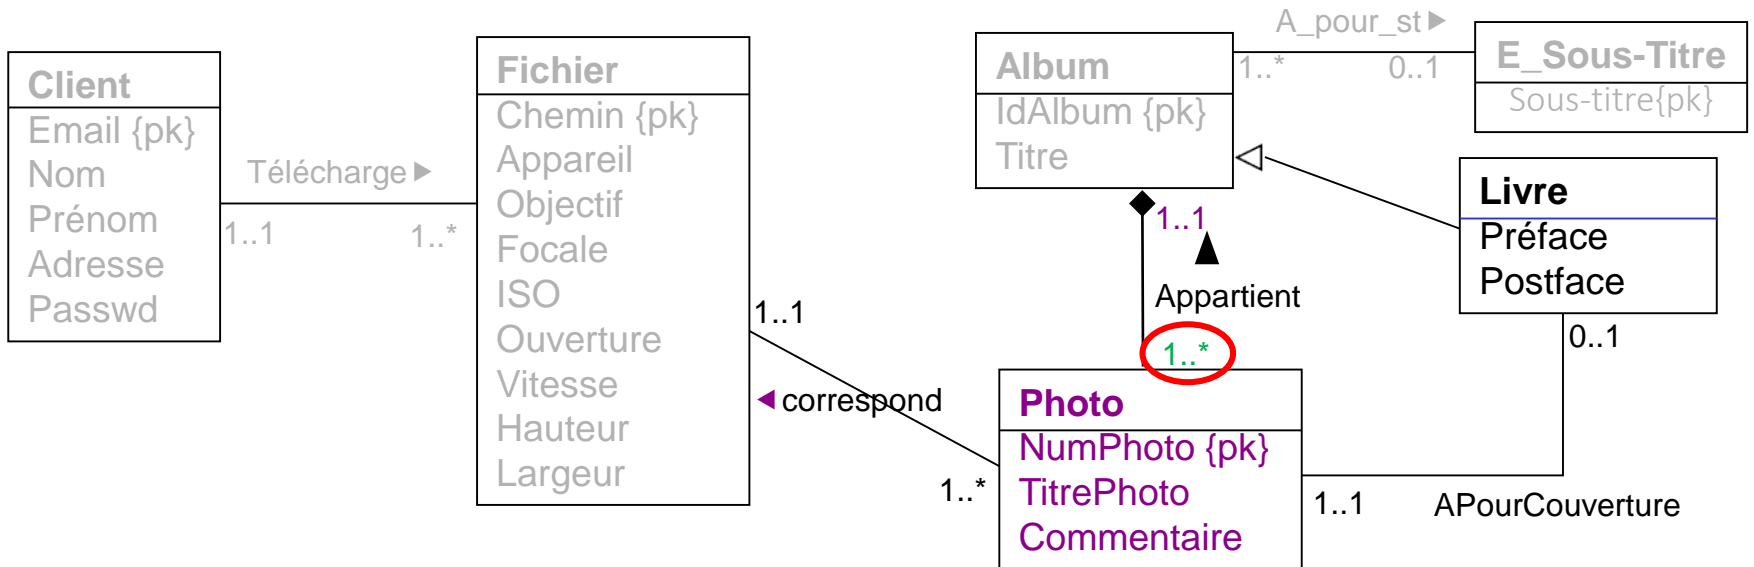 Client
Email {pk}
Nom
Prénom
Adresse
Passwd
Télécharge
1..1
1..*
Fichier
Chemin {pk}
Appareil
Objectif
Focale
ISO
Ouverture
Vitesse
Hauteur
Largeur
1..1
correspond
1..*
Album
IdAlbum {pk}
Titre
A_pour_st
1..*
0..1
E_Sous-Titre
Sous-titre{pk}
Livre
Préface
Postface
0..1
1..1
Appartient
1..*
Photo
NumPhoto {pk}
TitrePhoto
Commentaire
1..1
APourCouverture